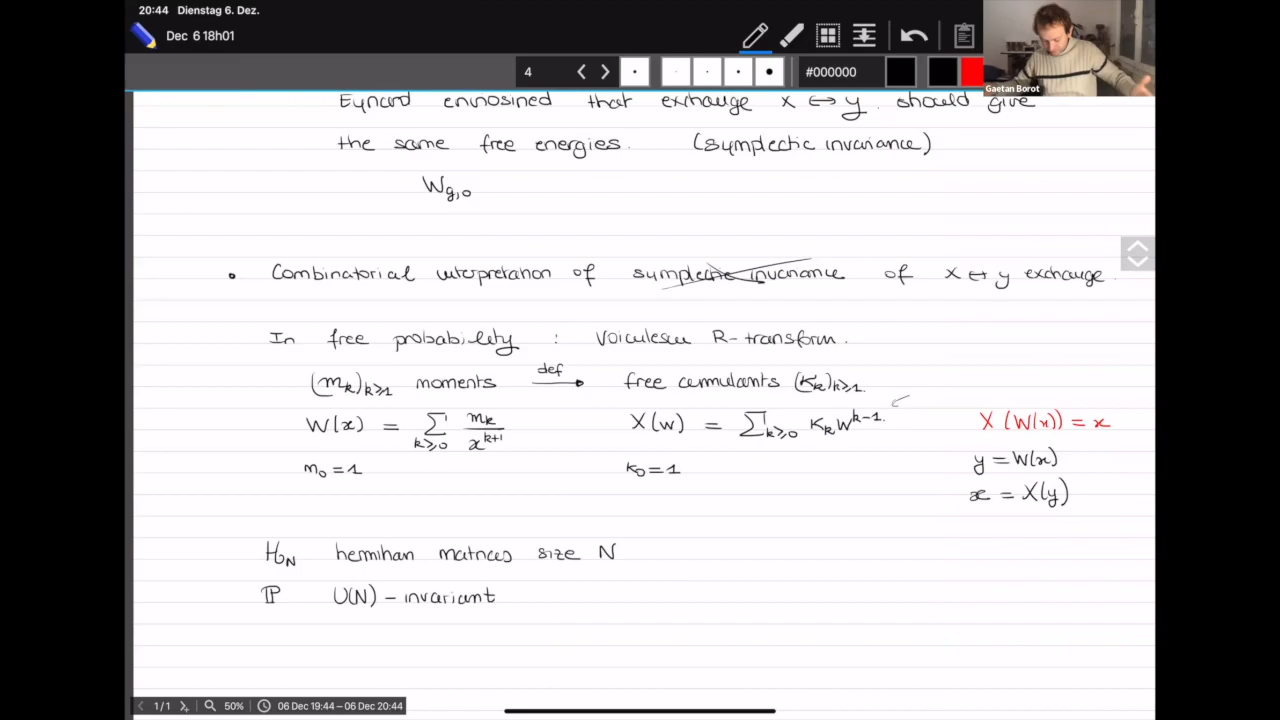 20:44 Dienstag 6. Dez.
Dec 6 18h01
4 #000000
Gaetan Borot
Eynard envisioned that exchange x ↔ y should give
the same free energies. (symplectic invariance)
W_{g,0}
• Combinatorial interpretation of symplectic invariance of x ↔ y exchange
In free probability : Voiculescu R-transform.
(m_k)_{k≥1} moments —def→ free cumulants (κ_k)_{k≥1}.
W(x) = ∑_{k≥0} m_k / x^{k+1} X(w) = ∑_{k≥0} κ_k w^{k-1}. X(W(x)) = x
m_0 = 1 κ_0 = 1 y = W(x)
x = X(y)
H_N hermitian matrices size N
ℙ U(N) - invariant
1/1 50% 06 Dec 19:44 – 06 Dec 20:44